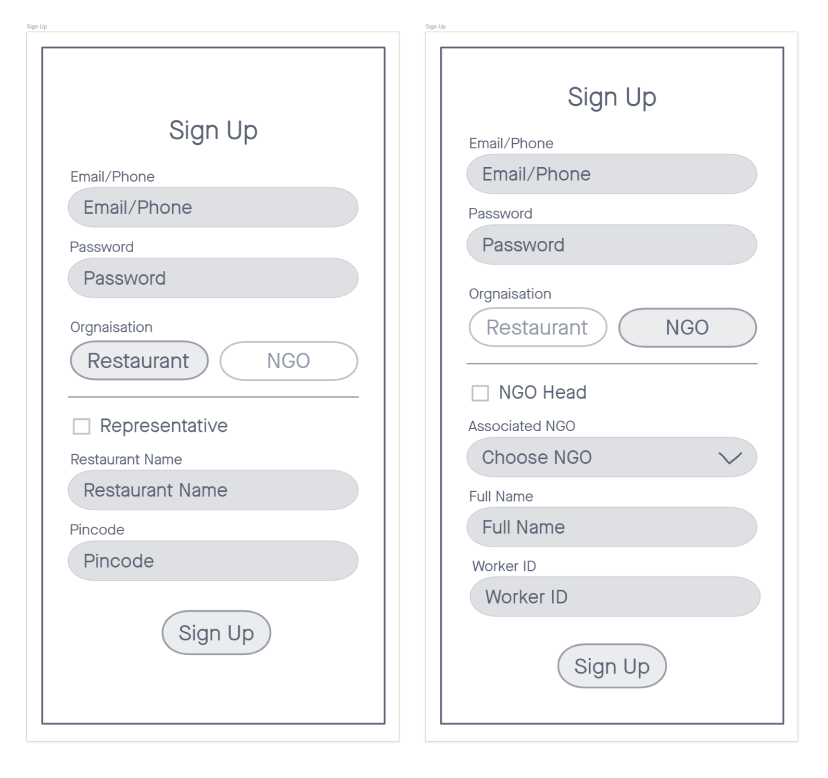 Sign Up
Sign Up
Email/Phone
Email/Phone
Password
Password
Orgnaisation
Restaurant NGO
Representative
Restaurant Name
Restaurant Name
Pincode
Pincode
Sign Up
Sign Up
Sign Up
Email/Phone
Email/Phone
Password
Password
Orgnaisation
Restaurant NGO
NGO Head
Associated NGO
Choose NGO
Full Name
Full Name
Worker ID
Worker ID
Sign Up